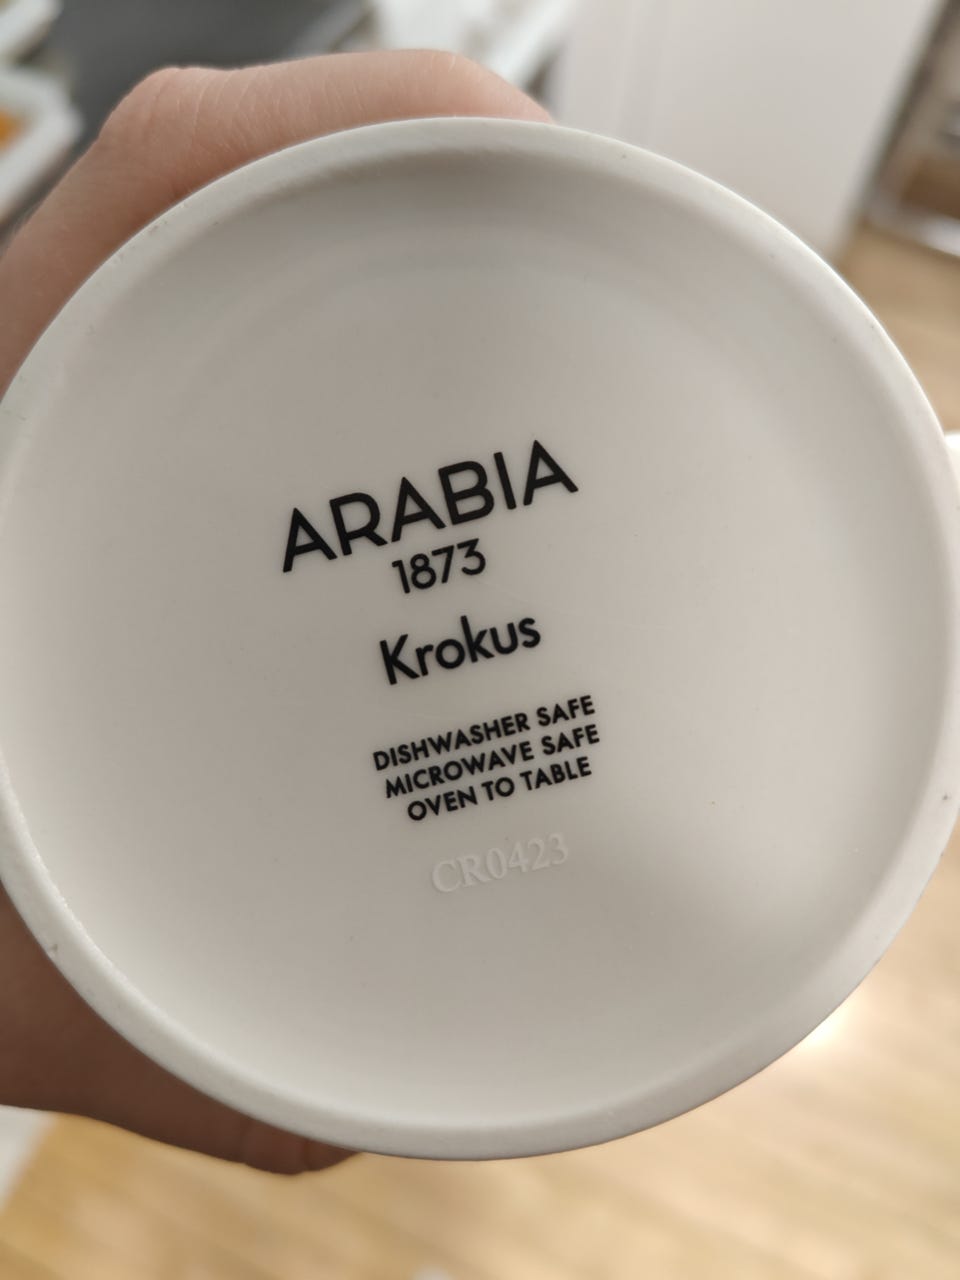 ARABIA
1873
Krokus
DISHWASHER SAFE
MICROWAVE SAFE
OVEN TO TABLE
CR0423